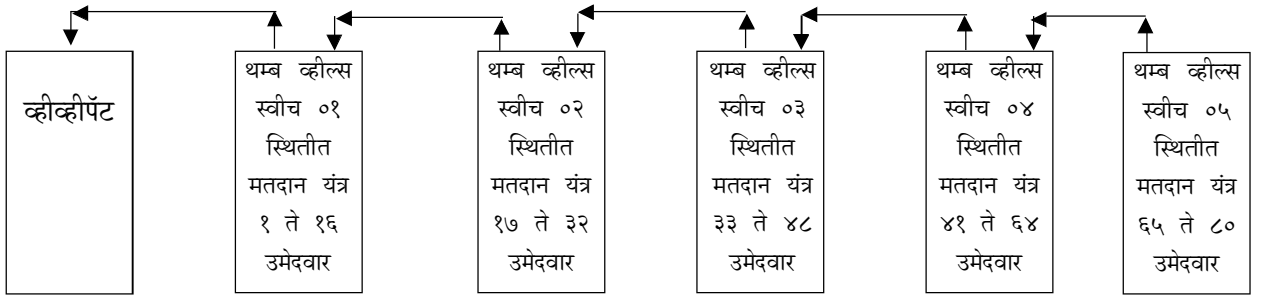 व्हीव्हीपॅट
थम्ब व्हील्स
स्वीच ०१
स्थितीत
मतदान यंत्र
१ ते १६
उमेदवार
थम्ब व्हील्स
स्वीच ०२
स्थितीत
मतदान यंत्र
१७ ते ३२
उमेदवार
थम्ब व्हील्स
स्वीच ०३
स्थितीत
मतदान यंत्र
३३ ते ४८
उमेदवार
थम्ब व्हील्स
स्वीच ०४
स्थितीत
मतदान यंत्र
४१ ते ६४
उमेदवार
थम्ब व्हील्स
स्वीच ०५
स्थितीत
मतदान यंत्र
६५ ते ८०
उमेदवार